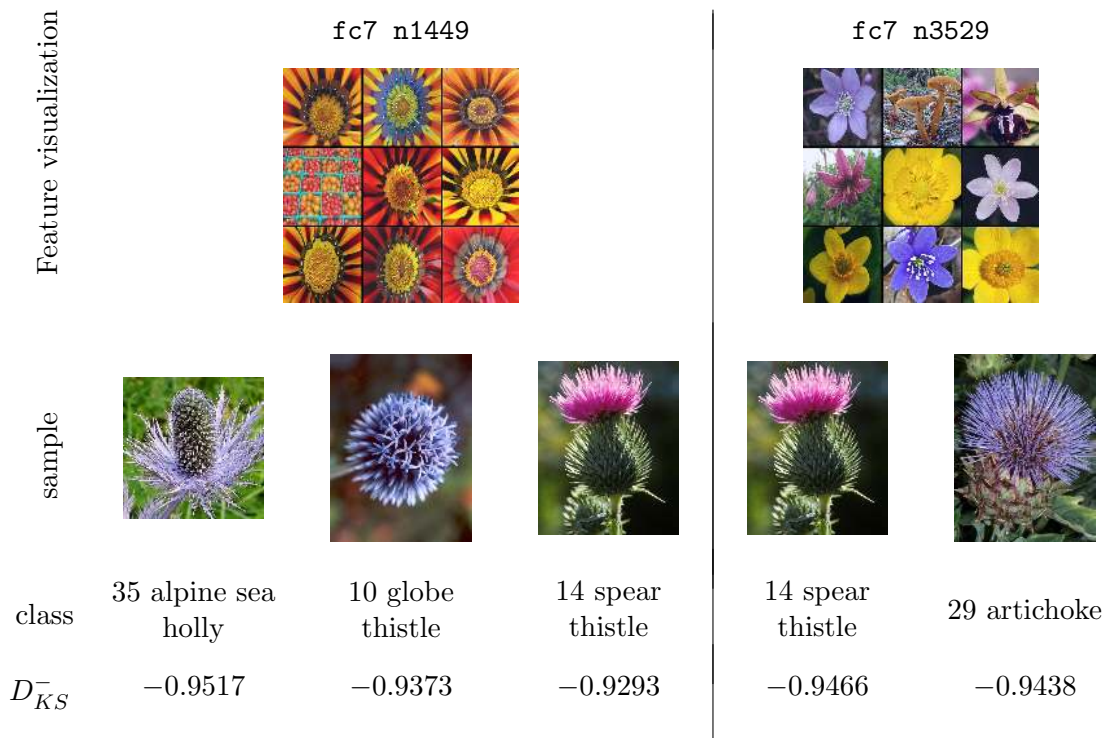 fc7 n1449
fc7 n3529
Feature visualization
sample
class
35 alpine sea
holly
10 globe
thistle
14 spear
thistle
14 spear
thistle
29 artichoke
D⁻KS
−0.9517
−0.9373
−0.9293
−0.9466
−0.9438